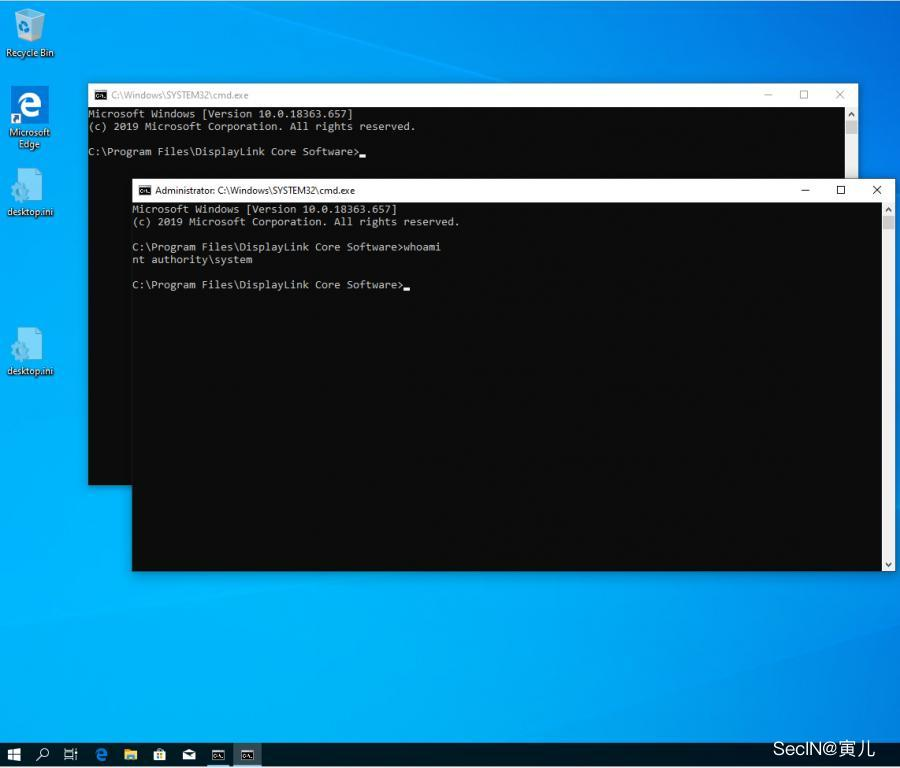 Recycle Bin
Microsoft
Edge
desktop.ini
desktop.ini
C:\Windows\SYSTEM32\cmd.exe
Microsoft Windows [Version 10.0.18363.657]
(c) 2019 Microsoft Corporation. All rights reserved.
C:\Program Files\DisplayLink Core Software>
Administrator: C:\Windows\SYSTEM32\cmd.exe
Microsoft Windows [Version 10.0.18363.657]
(c) 2019 Microsoft Corporation. All rights reserved.
C:\Program Files\DisplayLink Core Software>whoami
nt authority\system
C:\Program Files\DisplayLink Core Software>
SecIN@寅儿